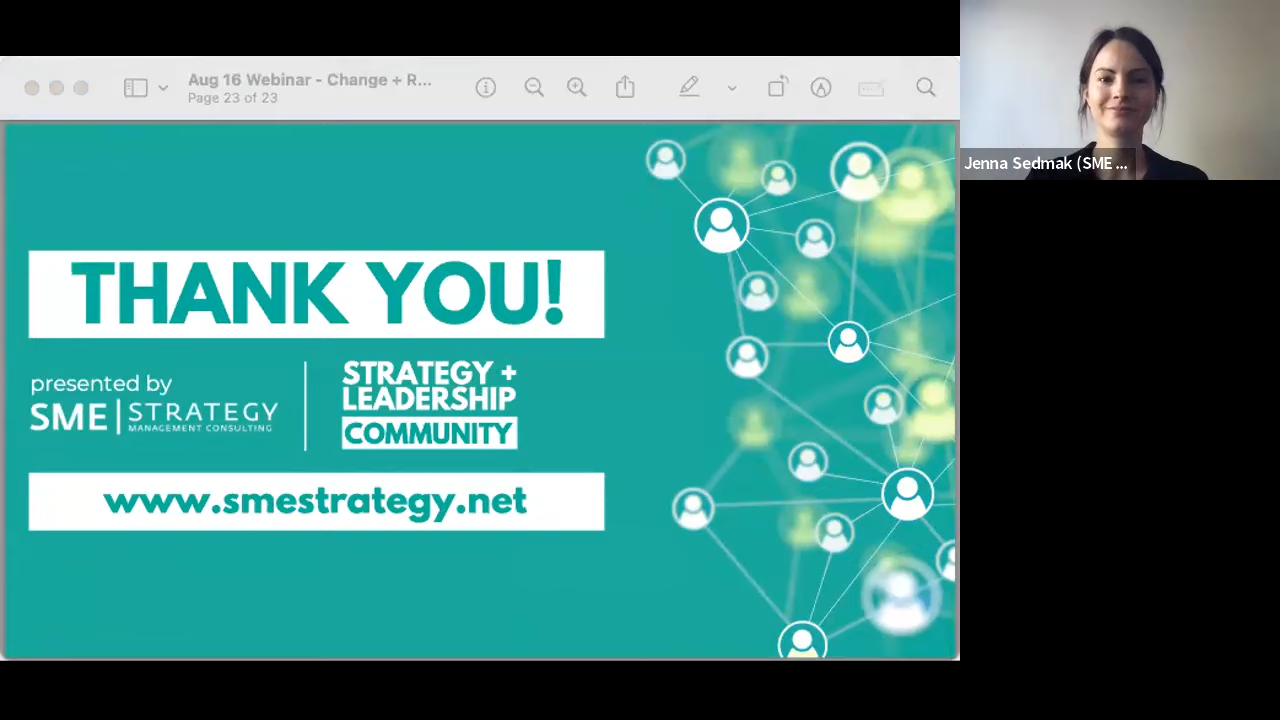 Aug 16 Webinar - Change + R...
Page 23 of 23
Jenna Sedmak (SME ...
THANK YOU!
presented by
SME | STRATEGY
MANAGEMENT CONSULTING
STRATEGY +
LEADERSHIP
COMMUNITY
www.smestrategy.net